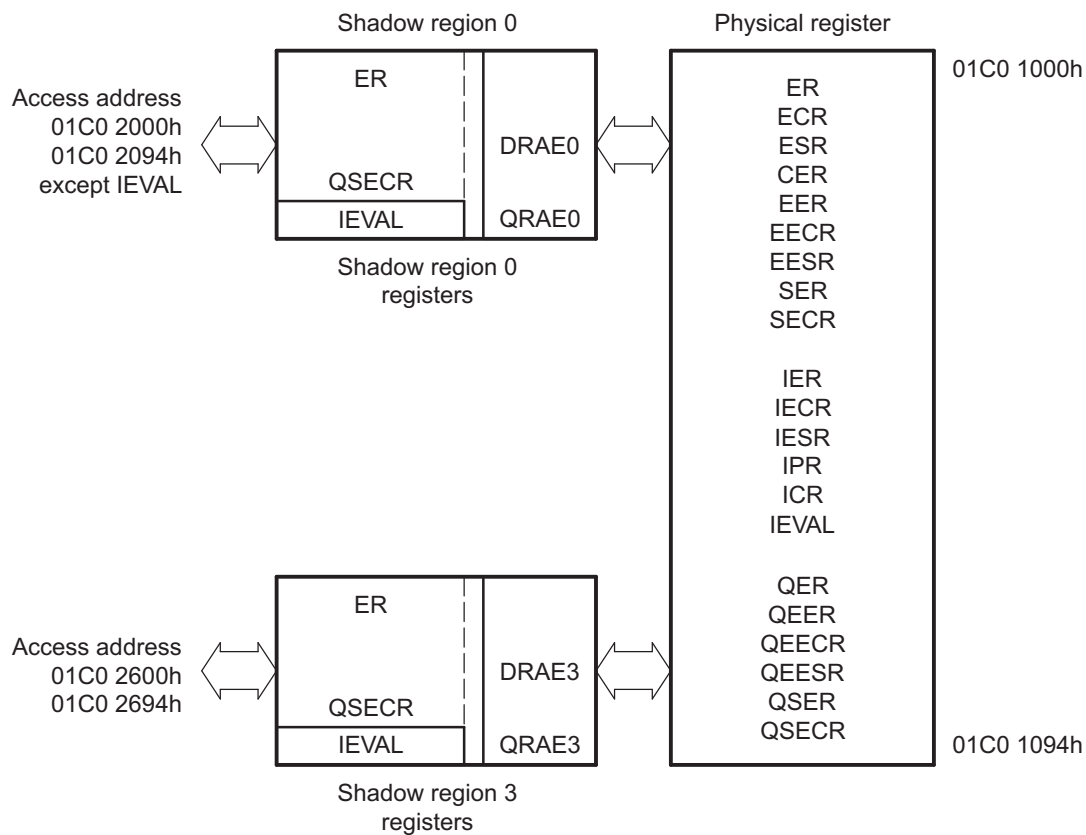 Shadow region 0
Access address
01C0 2000h
01C0 2094h
except IEVAL
ER
QSECR
IEVAL
DRAE0
QRAE0
Shadow region 0
registers
Physical register
01C0 1000h
ER
ECR
ESR
CER
EER
EECR
EESR
SER
SECR
IER
IECR
IESR
IPR
ICR
IEVAL
QER
QEER
QEECR
QEESR
QSER
QSECR
01C0 1094h
Access address
01C0 2600h
01C0 2694h
ER
QSECR
IEVAL
DRAE3
QRAE3
Shadow region 3
registers